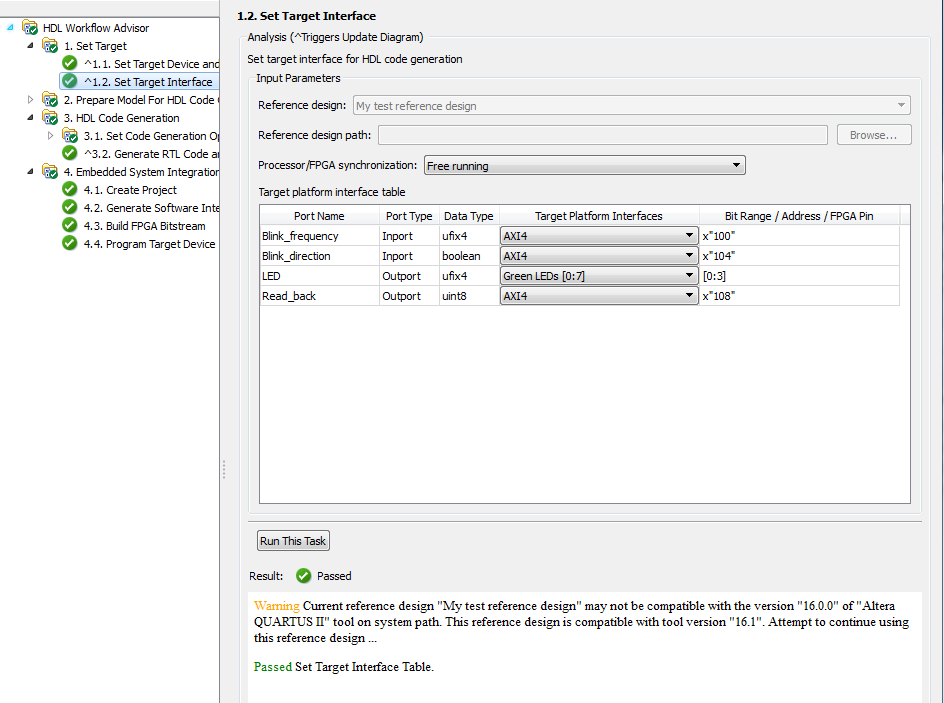 HDL Workflow Advisor
1. Set Target
^1.1. Set Target Device and
^1.2. Set Target Interface
2. Prepare Model For HDL Code
3. HDL Code Generation
3.1. Set Code Generation Op
^3.2. Generate RTL Code a
4. Embedded System Integration
4.1. Create Project
4.2. Generate Software Inte
4.3. Build FPGA Bitstream
4.4. Program Target Device
1.2. Set Target Interface
Analysis (^Triggers Update Diagram)
Set target interface for HDL code generation
Input Parameters
Reference design: My test reference design
Reference design path: Browse...
Processor/FPGA synchronization: Free running
Target platform interface table
Port Name Port Type Data Type Target Platform Interfaces Bit Range / Address / FPGA Pin
Blink_frequency Inport ufix4 AXI4 x"100"
Blink_direction Inport boolean AXI4 x"104"
LED Outport ufix4 Green LEDs [0:7] [0:3]
Read_back Outport uint8 AXI4 x"108"
Run This Task
Result: Passed
Warning Current reference design "My test reference design" may not be compatible with the version "16.0.0" of "Altera
QUARTUS II" tool on system path. This reference design is compatible with tool version "16.1". Attempt to continue using
this reference design ...
Passed Set Target Interface Table.